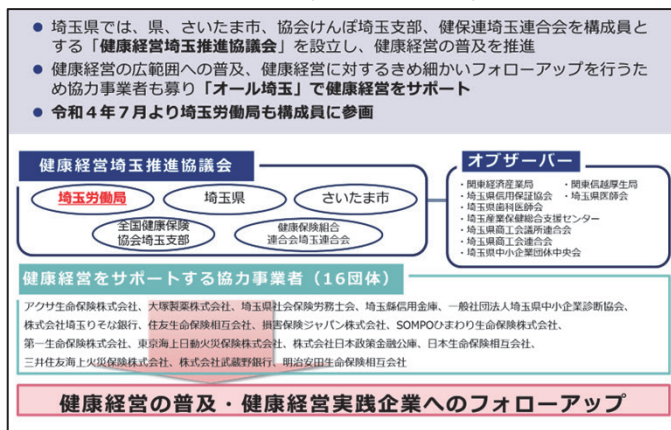 ● 埼玉県では、県、さいたま市、協会けんぽ埼玉支部、健保連埼玉連合会を構成員と
する「健康経営埼玉推進協議会」を設立し、健康経営の普及を推進
● 健康経営の広範囲への普及、健康経営に対するきめ細かいフォローアップを行うた
め協力事業者も募り「オール埼玉」で健康経営をサポート
● 令和４年７月より埼玉労働局も構成員に参画
健康経営埼玉推進協議会
埼玉労働局
埼玉県
さいたま市
全国健康保険
協会埼玉支部
健康保険組合
連合会埼玉連合会
オブザーバー
・関東経済産業局 ・関東信越厚生局
・埼玉県信用保証協会 ・埼玉県医師会
・埼玉県歯科医師会
・埼玉産業保健総合支援センター
・埼玉県商工会議所連合会
・埼玉県商工会連合会
・埼玉県中小企業団体中央会
健康経営をサポートする協力事業者（16団体）
アクサ生命保険株式会社、大塚製薬株式会社、埼玉県社会保険労務士会、埼玉縣信用金庫、一般社団法人埼玉県中小企業診断協会、
株式会社埼玉りそな銀行、住友生命保険相互会社、損害保険ジャパン株式会社、SOMPOひまわり生命保険株式会社、
第一生命保険株式会社、東京海上日動火災保険株式会社、株式会社日本政策金融公庫、日本生命保険相互会社、
三井住友海上火災保険株式会社、株式会社武蔵野銀行、明治安田生命保険相互会社
健康経営の普及・健康経営実践企業へのフォローアップ